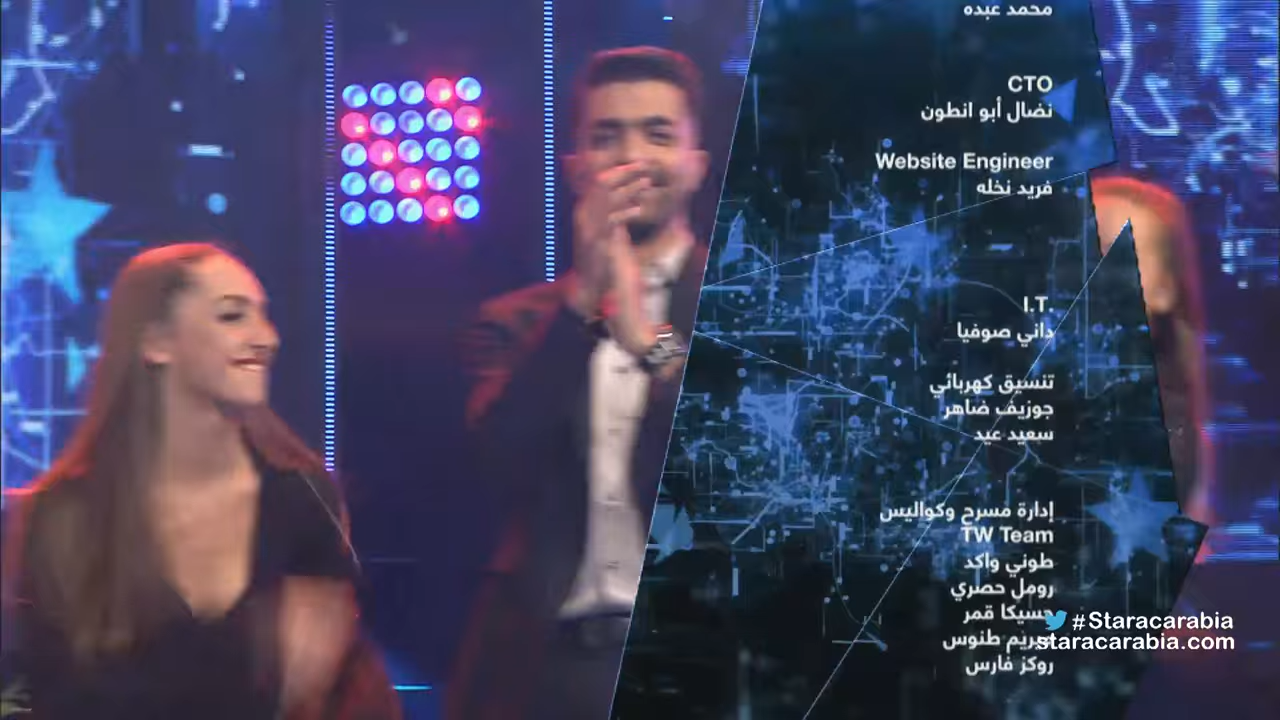 محمد عبده
CTO
نضال أبو انطون
Website Engineer
فريد نخله
I.T.
داني صوفيا
تنسيق كهربائي
جوزيف ضاهر
سعيد عيد
إدارة مسرح وكواليس
TW Team
طوني واكد
رومل حصري
جسيكا قمر
#Staracarabia
طنوس
staracarabia.com
روكز فارس